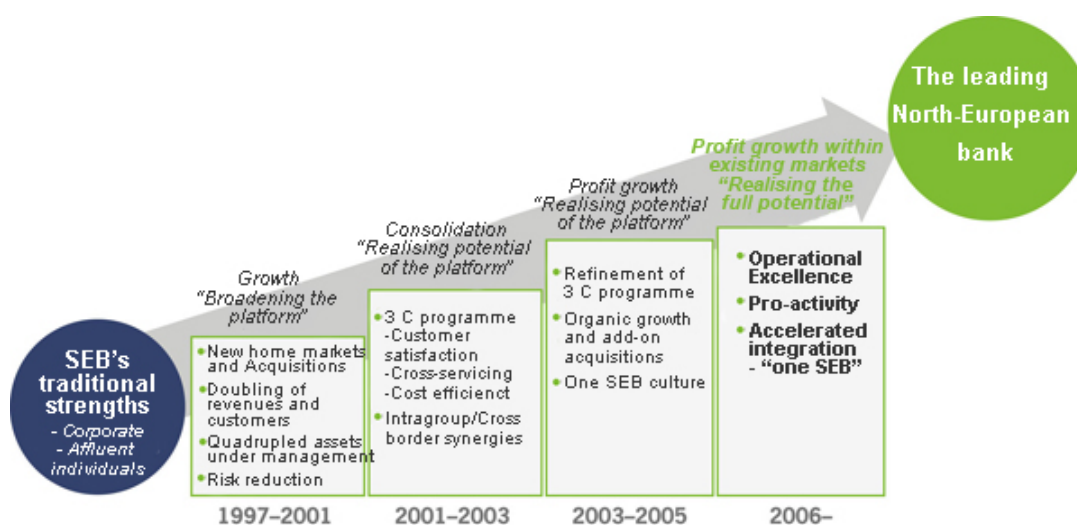 The leading
North-European
bank
Profit growth within
existing markets
“Realising the
full potential”
Profit growth
“Realising potential
of the platform”
Consolidation
“Realising potential
of the platform”
Growth
“Broadening the
platform”
SEB's
traditional
strengths
- Corporate
- Affluent
individuals
•New home markets
and Acquisitions
•Doubling of
revenues and
customers
•Quadrupled assets
under management
•Risk reduction
•3 C programme
-Customer
satisfaction
-Cross-servicing
-Cost efficienct
•Intragroup/Cross
border synergies
•Refinement of
3 C programme
•Organic growth
and add-on
acquisitions
•One SEB culture
•Operational
Excellence
•Pro-activity
•Accelerated
integration
- “one SEB”
1997–2001
2001–2003
2003–2005
2006–